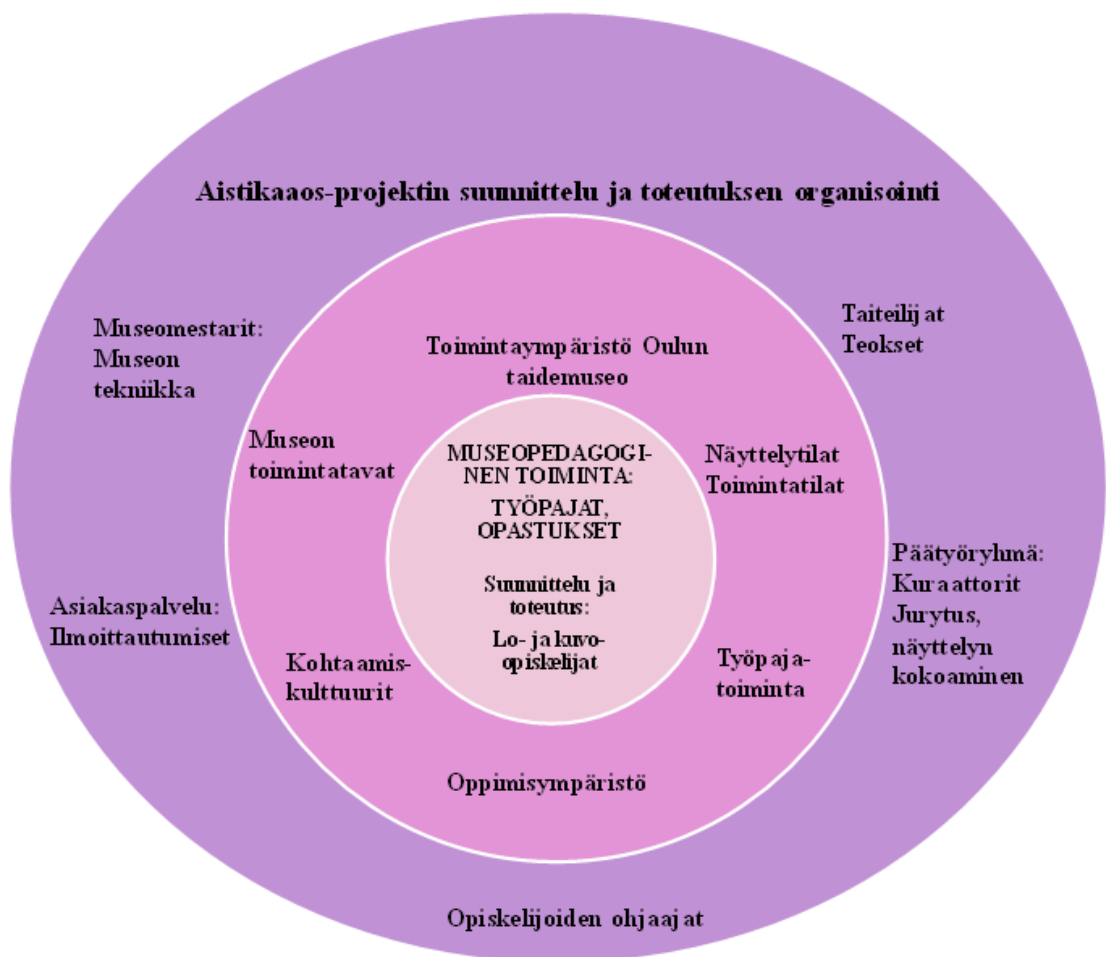 Aistikaaos-projektin suunnittelu ja toteutuksen organisointi
Museomestarit:
Museon
tekniikka
Taiteilijat
Teokset
Toimintaympäristö Oulun
taidemuseo
Museon
toimintatavat
MUSEOPEDAGOGI-
NEN TOIMINTA:
TYÖPAJAT,
OPASTUKSET
Suunnittelu ja
toteutus:
Lo- ja kuvo-
opiskelijat
Näyttelytilat
Toimintatilat
Asiakaspalvelu:
Ilmoittautumiset
Kohtaamis-
kulttuurit
Työpaja-
toiminta
Päätyöryhmä:
Kuraattorit
Jurytus,
näyttelyn
kokoaminen
Oppimisympäristö
Opiskelijoiden ohjaajat